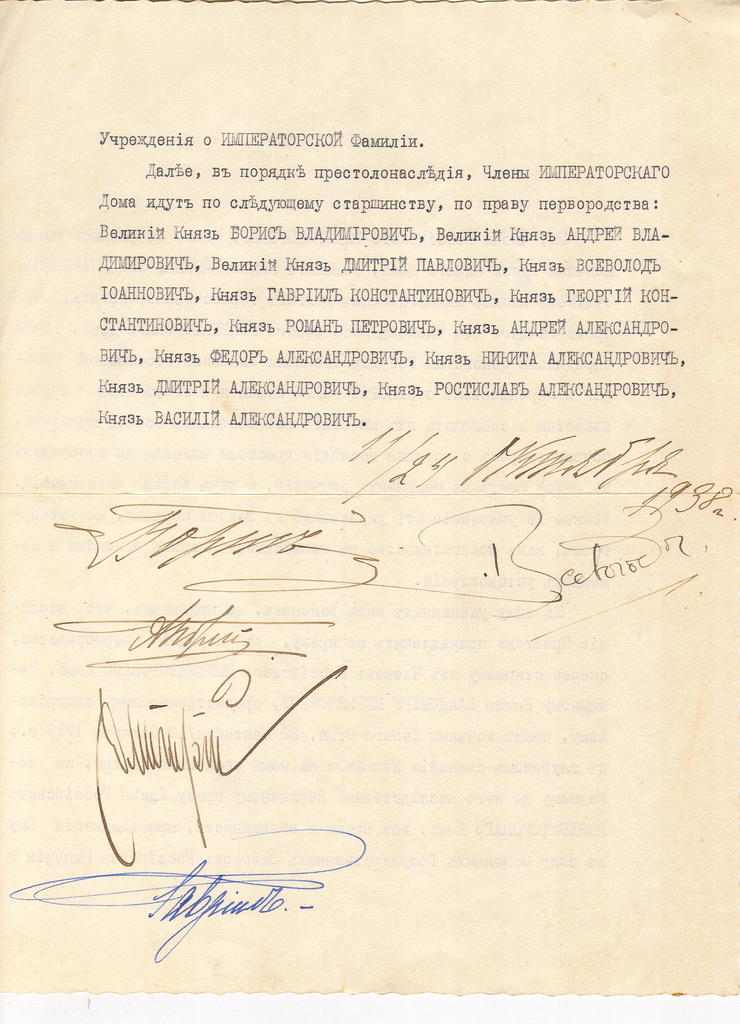 Учрежденія о ИМПЕРАТОРСКОЙ Фамиліи.
Далѣе, въ порядкѣ престолонаслѣдія, Члены ИМПЕРАТОРСКАГО
Дома идутъ по слѣдующему старшинству, по праву первородства:
Великій Князь БОРИСЪ ВЛАДИМІРОВИЧЪ, Великій Князь АНДРЕЙ ВЛА-
ДИМИРОВИЧЪ, Великій Князь ДМИТРІЙ ПАВЛОВИЧЪ, Князь ВСЕВОЛОДЪ
ІОАННОВИЧЪ, Князь ГАВРІИЛЪ КОНСТАНТИНОВИЧЪ, Князь ГЕОРГІЙ КОН-
СТАНТИНОВИЧЪ, Князь РОМАНЪ ПЕТРОВИЧЪ, Князь АНДРЕЙ АЛЕКСАНДРО-
ВИЧЪ, Князь ФЕДОРЪ АЛЕКСАНДРОВИЧЪ, Князь НИКИТА АЛЕКСАНДРОВИЧЪ,
Князь ДМИТРІЙ АЛЕКСАНДРОВИЧЪ, Князь РОСТИСЛАВЪ АЛЕКСАНДРОВИЧЪ,
Князь ВАСИЛІЙ АЛЕКСАНДРОВИЧЪ.
11/24 Октября
1938 г.
Борисъ
Всеволодъ.
Андрей
Дмитрій
Гавріилъ.